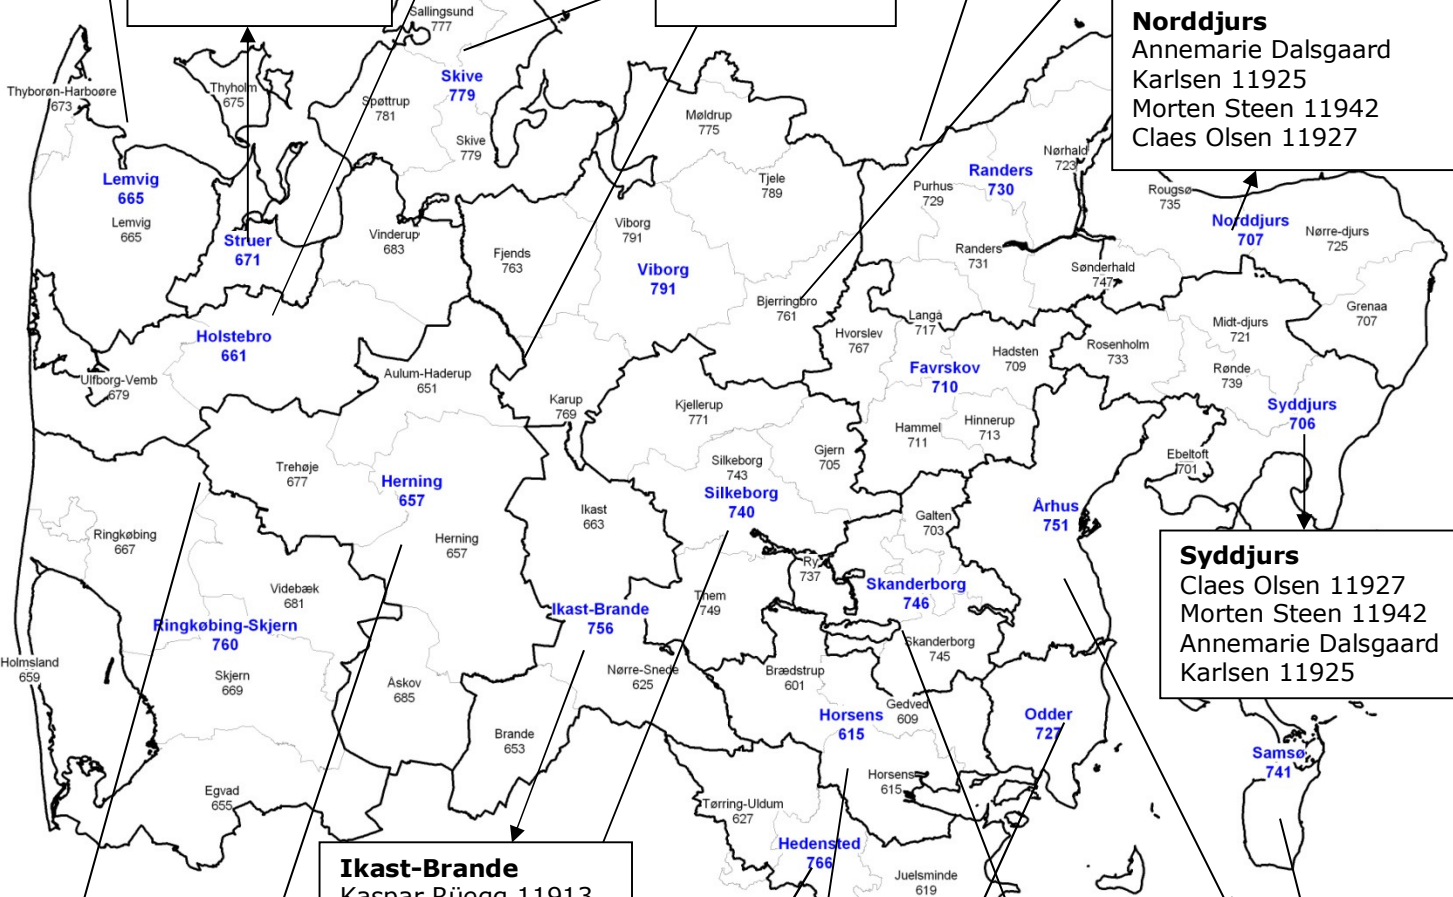 Sallingsund
777
Norddjurs
Annemarie Dalsgaard
Karlsen 11925
Morten Steen 11942
Claes Olsen 11927
Thyborøn-Harboøre
673
Thyholm
675
Skive
779
Spøttrup
781
Skive
779
Møldrup
775
Nørhald
723
Lemvig
665
Lemvig
665
Tjele
789
Randers
730
Purhus
729
Rougsø
735
Struer
671
Vinderup
683
Fjends
763
Viborg
791
Viborg
791
Randers
731
Norddjurs
707
Nørre-djurs
725
Sønderhald
747
Bjerringbro
761
Grenaa
707
Holstebro
661
Hvorslev
767
Langå
717
Midt-djurs
721
Favrskov
710
Hadsten
709
Rosenholm
733
Ulfborg-Vemb
679
Aulum-Haderup
651
Rønde
739
Karup
769
Kjellerup
771
Syddjurs
706
Hammel
711
Hinnerup
713
Trehøje
677
Herning
657
Silkeborg
743
Silkeborg
740
Gjern
705
Ebeltoft
701
Ringkøbing
667
Herning
657
Ikast
663
Galten
703
Århus
751
Syddjurs
Claes Olsen 11927
Morten Steen 11942
Annemarie Dalsgaard
Karlsen 11925
Videbæk
681
Ry
737
Skanderborg
746
Them
749
Ikast-Brande
756
Ringkøbing-Skjern
760
Skanderborg
745
Holmsland
659
Skjern
669
Åskov
685
Nørre-Snede
625
Brædstrup
601
Gedved
609
Horsens
615
Odder
727
Brande
653
Samsø
741
Egvad
655
Horsens
615
Tørring-Uldum
627
Hedensted
766
Juelsminde
619
Ikast-Brande
Kaspar Rüegg 11913